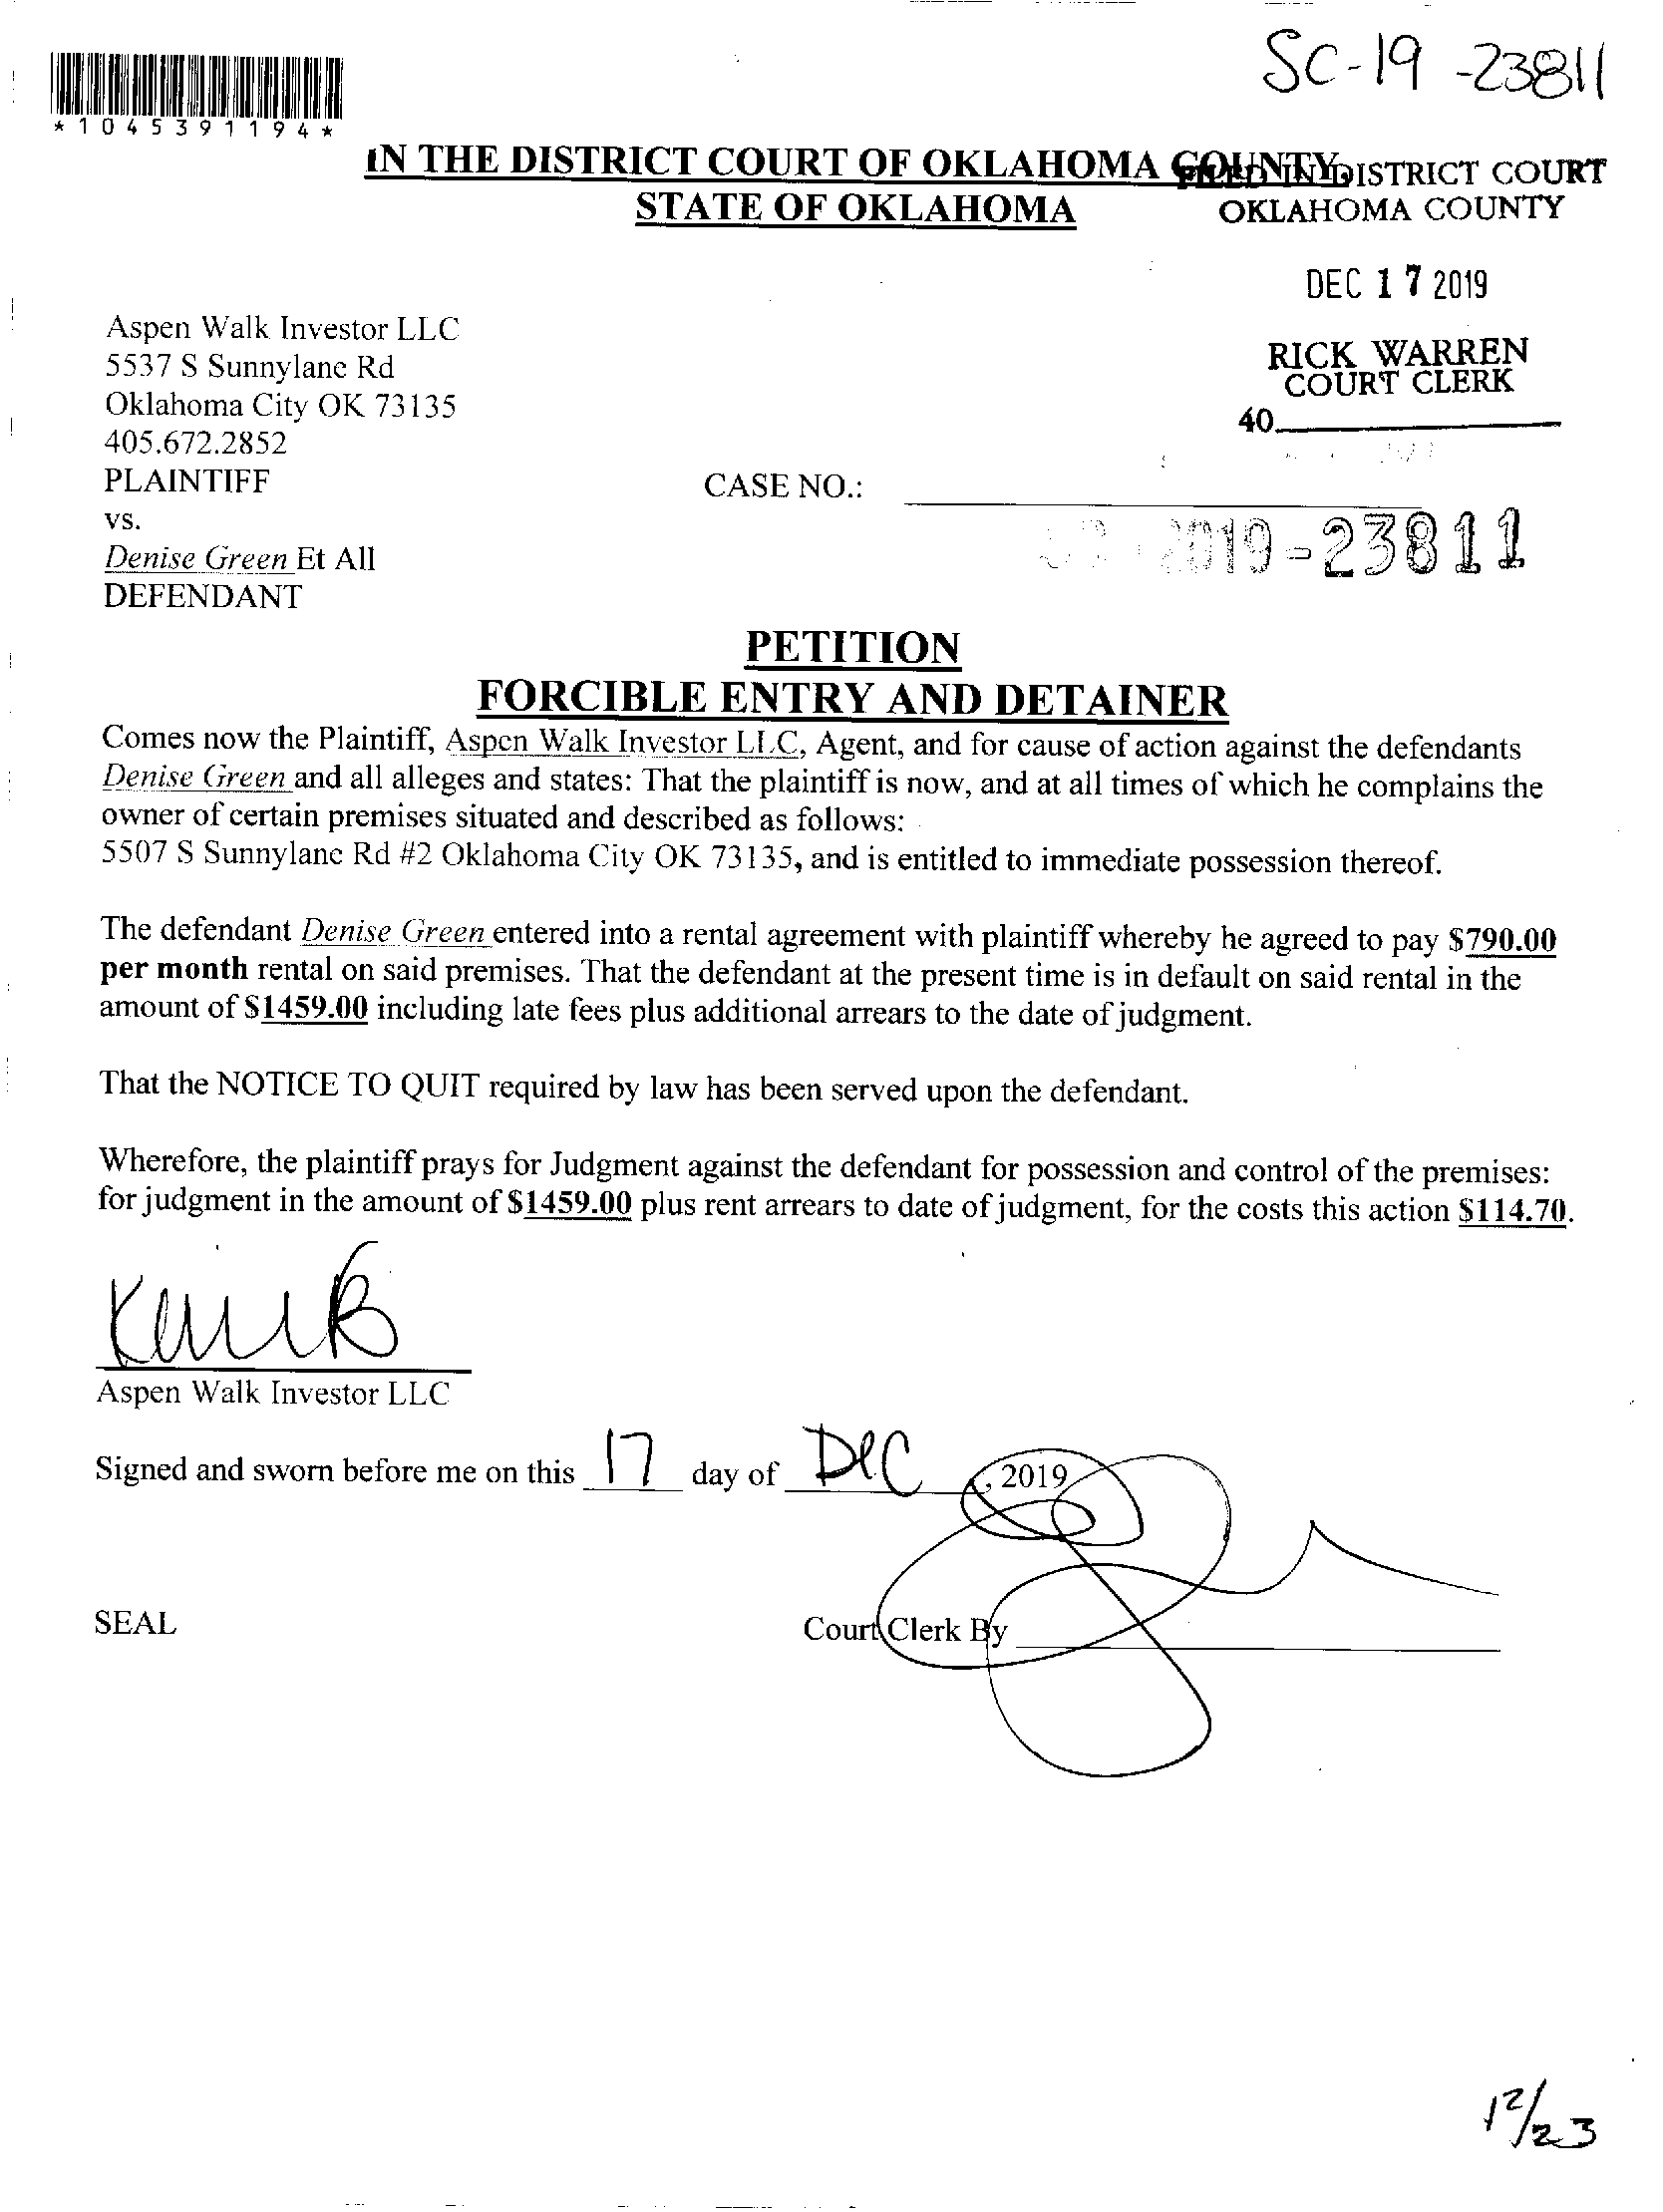 SC-19-23811
*1045391194*
IN THE DISTRICT COURT OF OKLAHOMA COUNTY
STATE OF OKLAHOMA
FILED IN DISTRICT COURT
OKLAHOMA COUNTY
DEC 17 2019
RICK WARREN
COURT CLERK
40
Aspen Walk Investor LLC
5537 S Sunnylane Rd
Oklahoma City OK 73135
405.672.2852
PLAINTIFF
CASE NO.:
vs.
2019-23811
Denise Green Et All
DEFENDANT
PETITION
FORCIBLE ENTRY AND DETAINER
Comes now the Plaintiff, Aspen Walk Investor LLC, Agent, and for cause of action against the defendants
Denise Green and all alleges and states: That the plaintiff is now, and at all times of which he complains the
owner of certain premises situated and described as follows:
5507 S Sunnylane Rd #2 Oklahoma City OK 73135, and is entitled to immediate possession thereof.
The defendant Denise Green entered into a rental agreement with plaintiff whereby he agreed to pay $790.00
per month rental on said premises. That the defendant at the present time is in default on said rental in the
amount of $1459.00 including late fees plus additional arrears to the date of judgment.
That the NOTICE TO QUIT required by law has been served upon the defendant.
Wherefore, the plaintiff prays for Judgment against the defendant for possession and control of the premises:
for judgment in the amount of $1459.00 plus rent arrears to date of judgment, for the costs this action $114.70.
Aspen Walk Investor LLC
Signed and sworn before me on this 17 day of DEC, 2019
SEAL
Court Clerk By
12/23